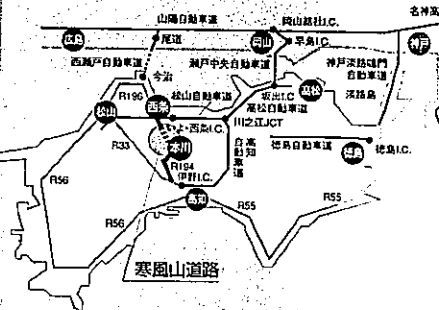 名神高
山陽自動車道
岡山総社I.C.
広島
尾道
岡山
早島I.C.
神戸
西瀬戸自動車道
瀬戸中央自動車道
神戸淡路鳴門
自動車道
今治
淡路島
R196
西条
松山自動車道
坂出I.C.
高松
高松自動車道
松山
いよ西条I.C.
川之江JCT
徳島自動車道
徳島I.C.
徳島
R33
本川
高知
自動車道
R194
伊野I.C.
R56
高知
R55
R55
R56
寒風山道路